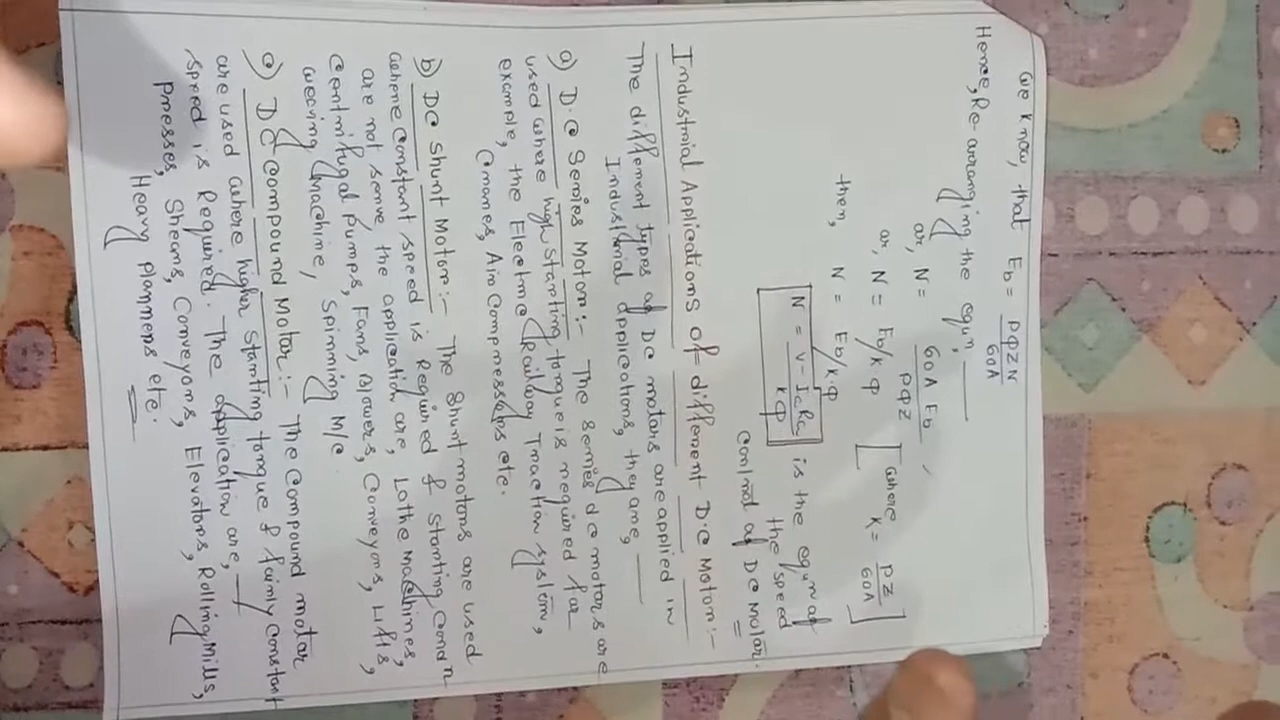 We know, that Eb = PΦZN/60A
Hence, Re-arranging the equn,
or, N = 60A Eb/PΦZ,
or, N = Eb/K.Φ [where K = PZ/60A]
then, N = Eb/K.Φ
N = V-IaRa/KΦ is the equn of
the speed
control of DC Motor.
Industrial Applications of different D.C Motor:-
The different types of DC motors are applied in
Industrial applications, they are,
a) D.C Series Motor:- The series dc motors are
used where high starting torque is required for
example, the Electric Railway Traction system,
Cranes, Air Compressors etc.
b) DC Shunt Motor:- The Shunt motors are used
where constant speed is Required & starting condn
are not serve the application are, Lathe machines,
Centrifugal Pumps, Fans, Blowers, Conveyors, Lifts,
weaving Machine, Spinning M/C.
c) DC Compound Motor:- The Compound motor
are used where higher starting torque & fairly constant
speed is Required. The application are,
Presses, Shears, Conveyors, Elevators, Rolling Mills,
Heavy Planners etc.